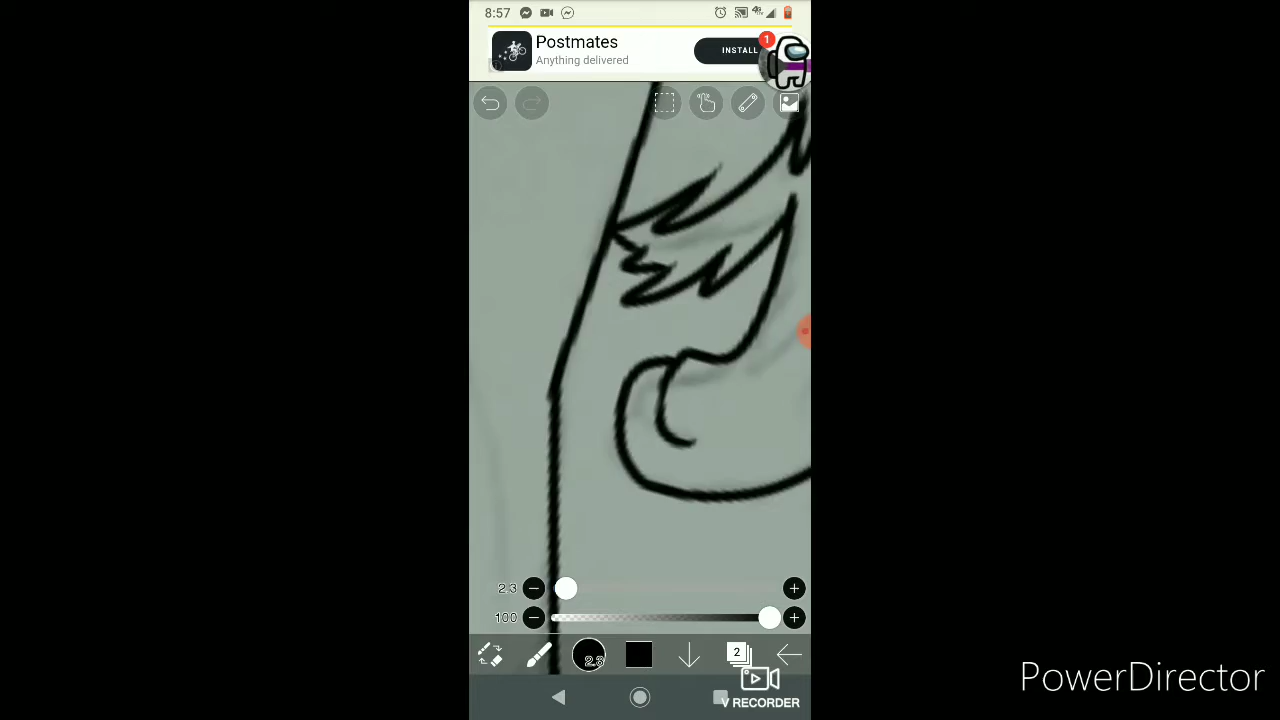 8:57
Postmates
Anything delivered
INSTALL
1
2.3
100
2.3
2
V RECORDER
PowerDirector